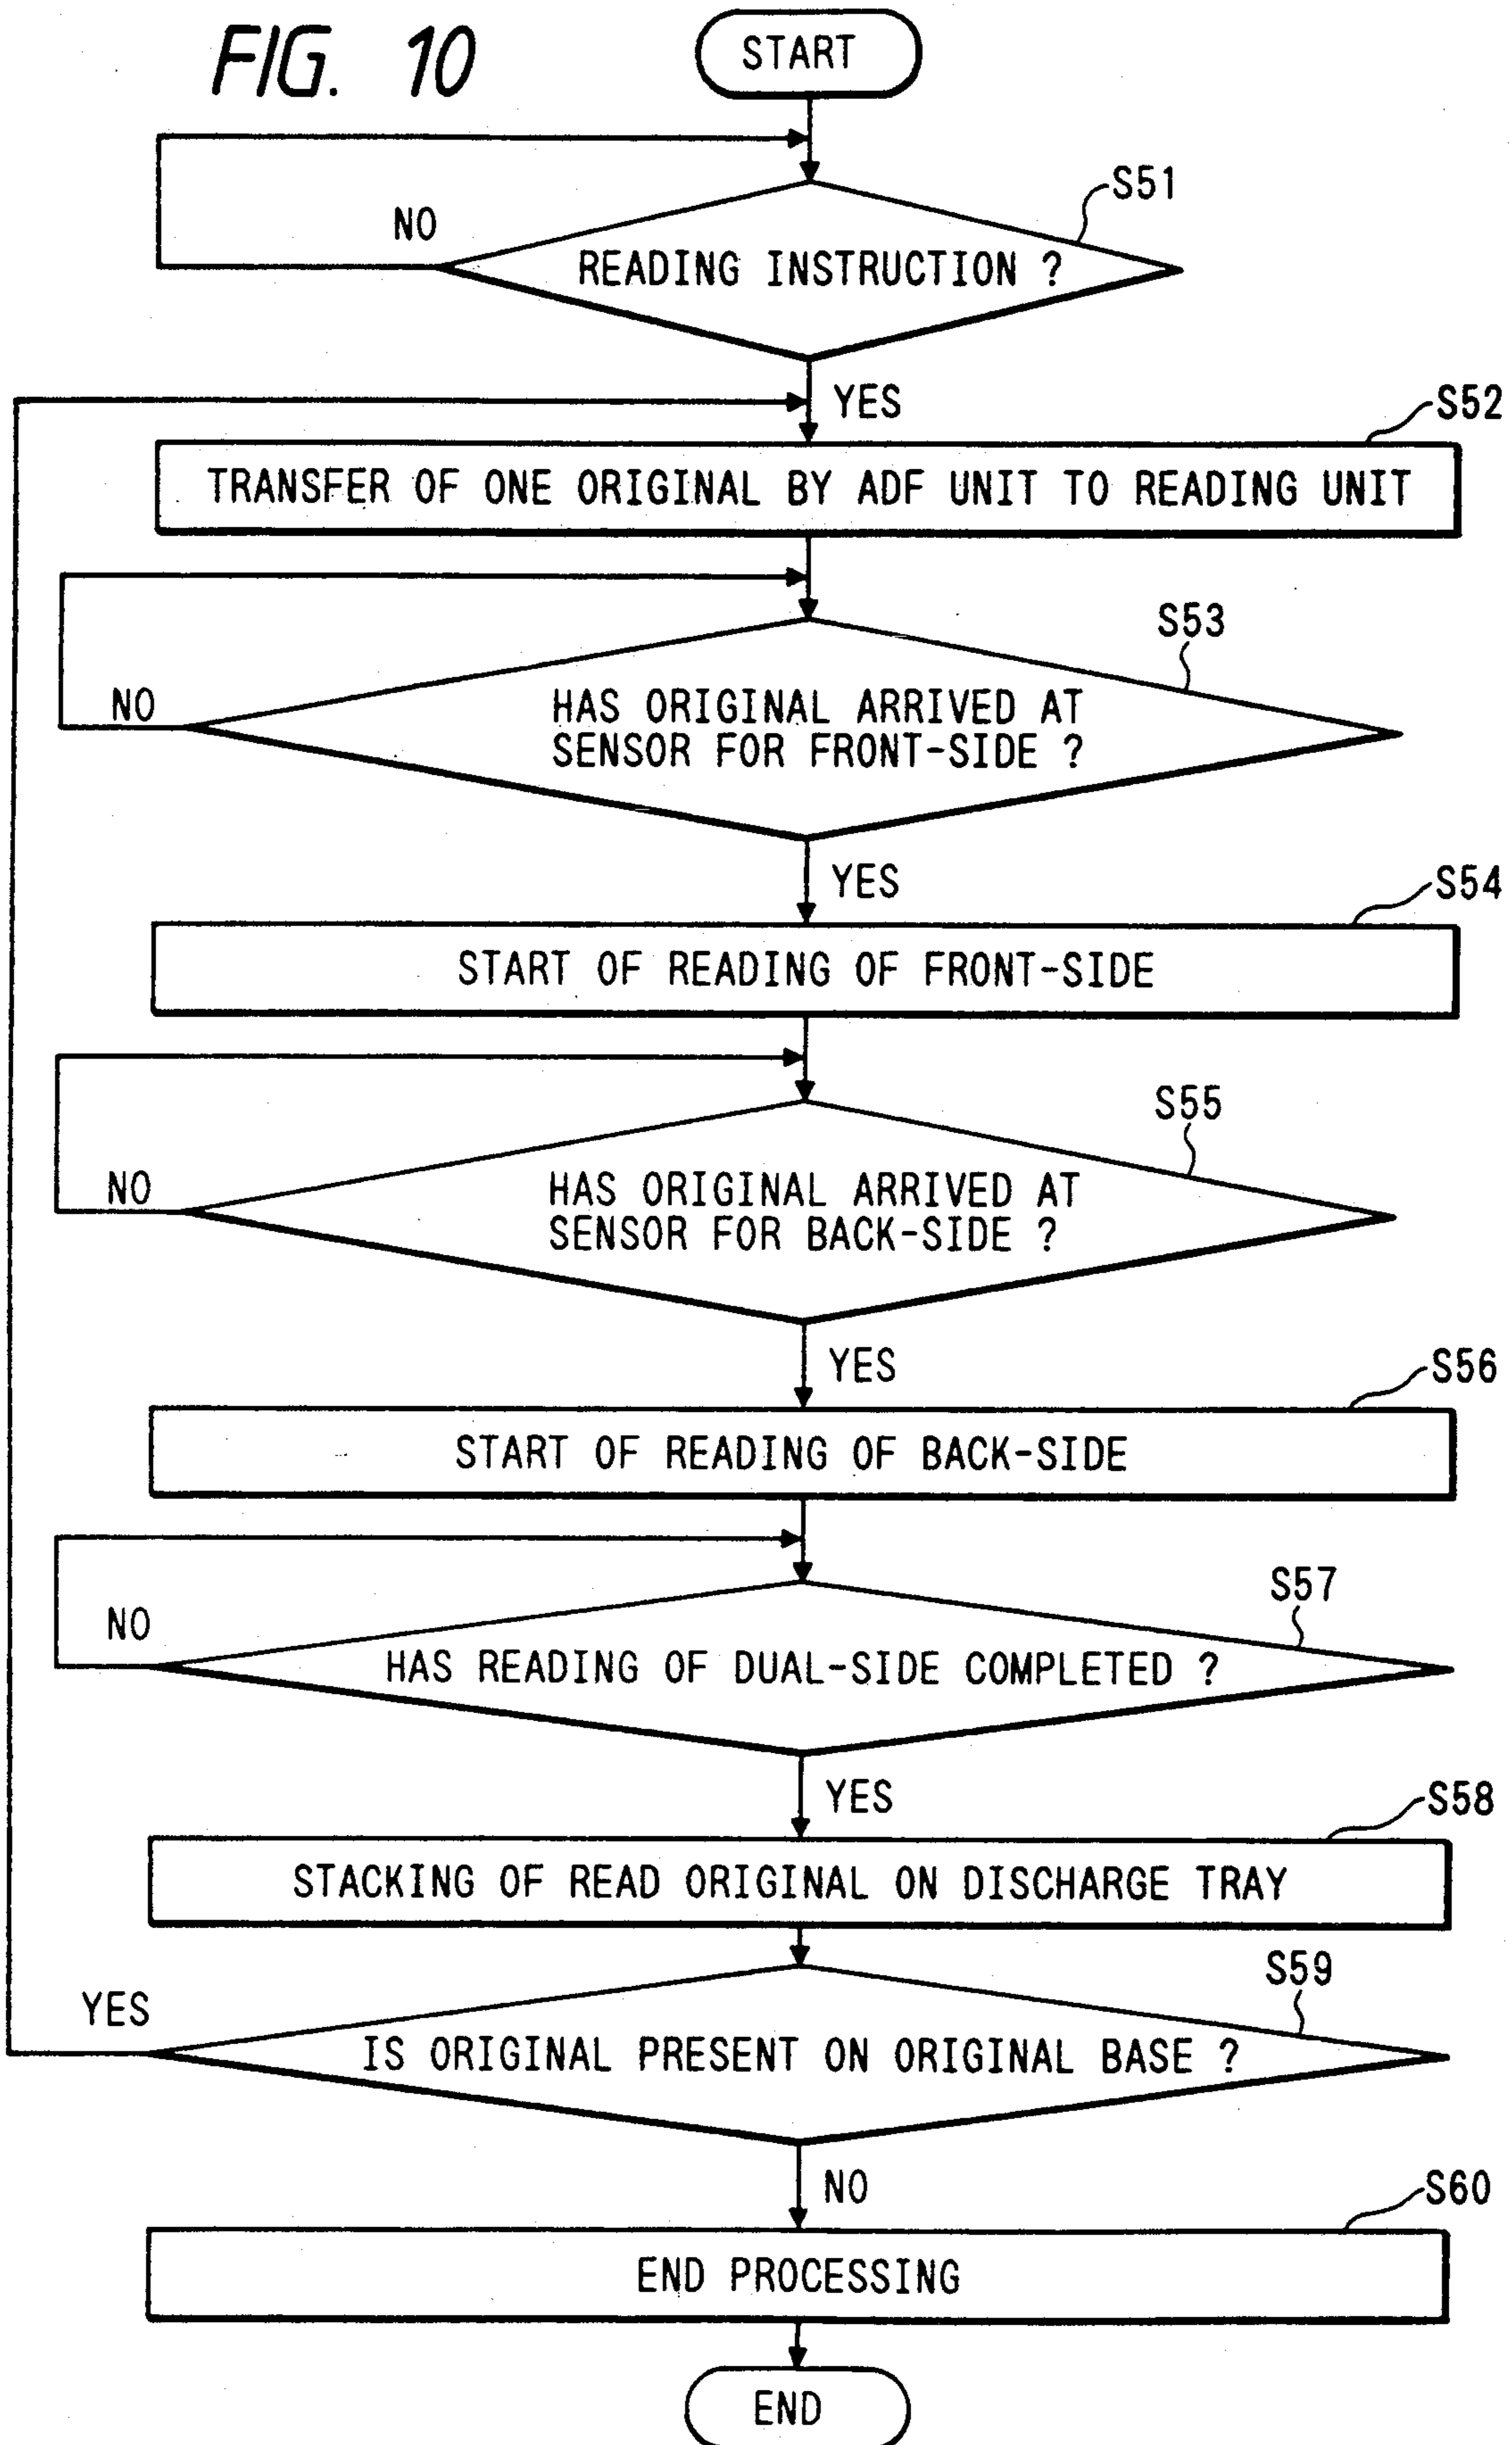 FIG. 10
START
S51
NO
READING INSTRUCTION ?
YES
S52
TRANSFER OF ONE ORIGINAL BY ADF UNIT TO READING UNIT
S53
NO
HAS ORIGINAL ARRIVED AT
SENSOR FOR FRONT-SIDE ?
YES
S54
START OF READING OF FRONT-SIDE
S55
NO
HAS ORIGINAL ARRIVED AT
SENSOR FOR BACK-SIDE ?
YES
S56
START OF READING OF BACK-SIDE
S57
NO
HAS READING OF DUAL-SIDE COMPLETED ?
YES
S58
STACKING OF READ ORIGINAL ON DISCHARGE TRAY
S59
YES
IS ORIGINAL PRESENT ON ORIGINAL BASE ?
NO
S60
END PROCESSING
END